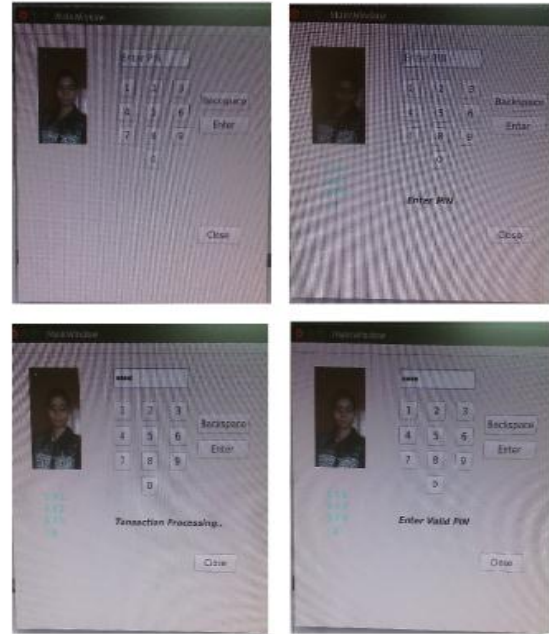 MainWindow
Enter PIN
1 2 3
Backspace
4 5 6
Enter
7 8 9
0
Close
MainWindow
Enter PIN
1 2 3
Backspace
4 5 6
Enter
7 8 9
0
Enter PIN
Close
MainWindow
••••
1 2 3
Backspace
4 5 6
Enter
7 8 9
0
Tansaction Processing..
Close
MainWindow
••••
1 2 3
Backspace
4 5 6
Enter
7 8 9
0
Enter Valid PIN
Close